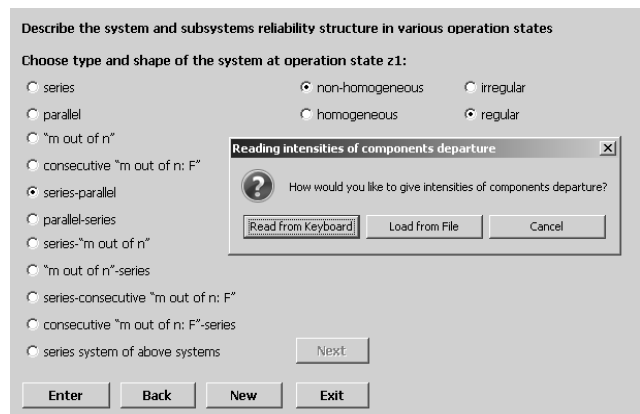 Describe the system and subsystems reliability structure in various operation states
Choose type and shape of the system at operation state z1:
series
non-homogeneous
irregular
parallel
homogeneous
regular
"m out of n"
consecutive "m out of n: F"
series-parallel
parallel-series
series-"m out of n"
"m out of n"-series
series-consecutive "m out of n: F"
consecutive "m out of n: F"-series
series system of above systems
Next
Reading intensities of components departure
How would you like to give intensities of components departure?
Read from Keyboard
Load from File
Cancel
Enter
Back
New
Exit